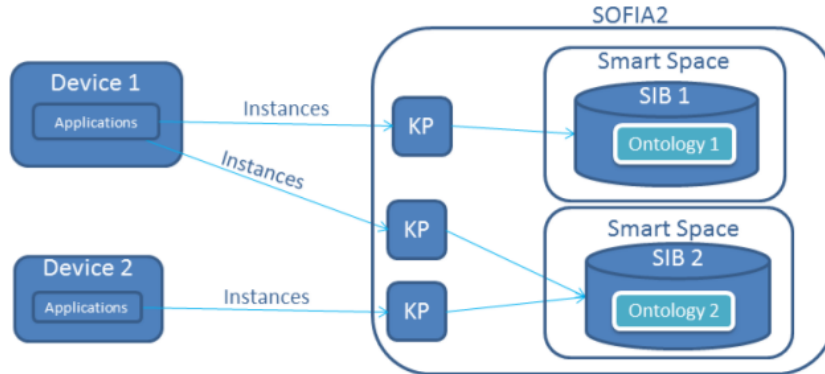 SOFIA2
Device 1
Applications
Instances
Instances
KP
Smart Space
SIB 1
Ontology 1
KP
Smart Space
SIB 2
Ontology 2
Device 2
Applications
Instances
KP